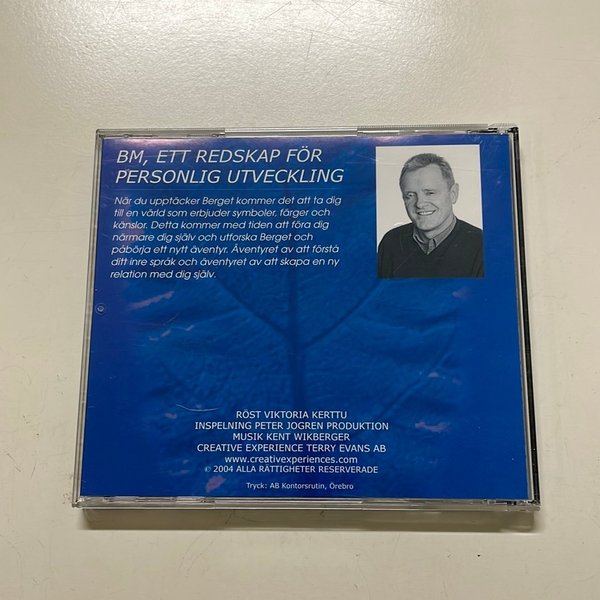 BM, ETT REDSKAP FÖR
PERSONLIG UTVECKLING
När du upptäcker Berget kommer det att ta dig
till en värld som erbjuder symboler, färger och
känslor. Detta kommer med tiden att föra dig
närmare dig själv och utforska Berget och
påbörja ett nytt äventyr. Äventyret av att förstå
ditt inre språk och äventyret av att skapa en ny
relation med dig själv.
RÖST VIKTORIA KERTTU
INSPELNING PETER JOGREN PRODUKTION
MUSIK KENT WIKBERGER
CREATIVE EXPERIENCE TERRY EVANS AB
www.creativexperiences.com
© 2004 ALLA RÄTTIGHETER RESERVERADE
Tryck: AB Kontorsrutin, Örebro